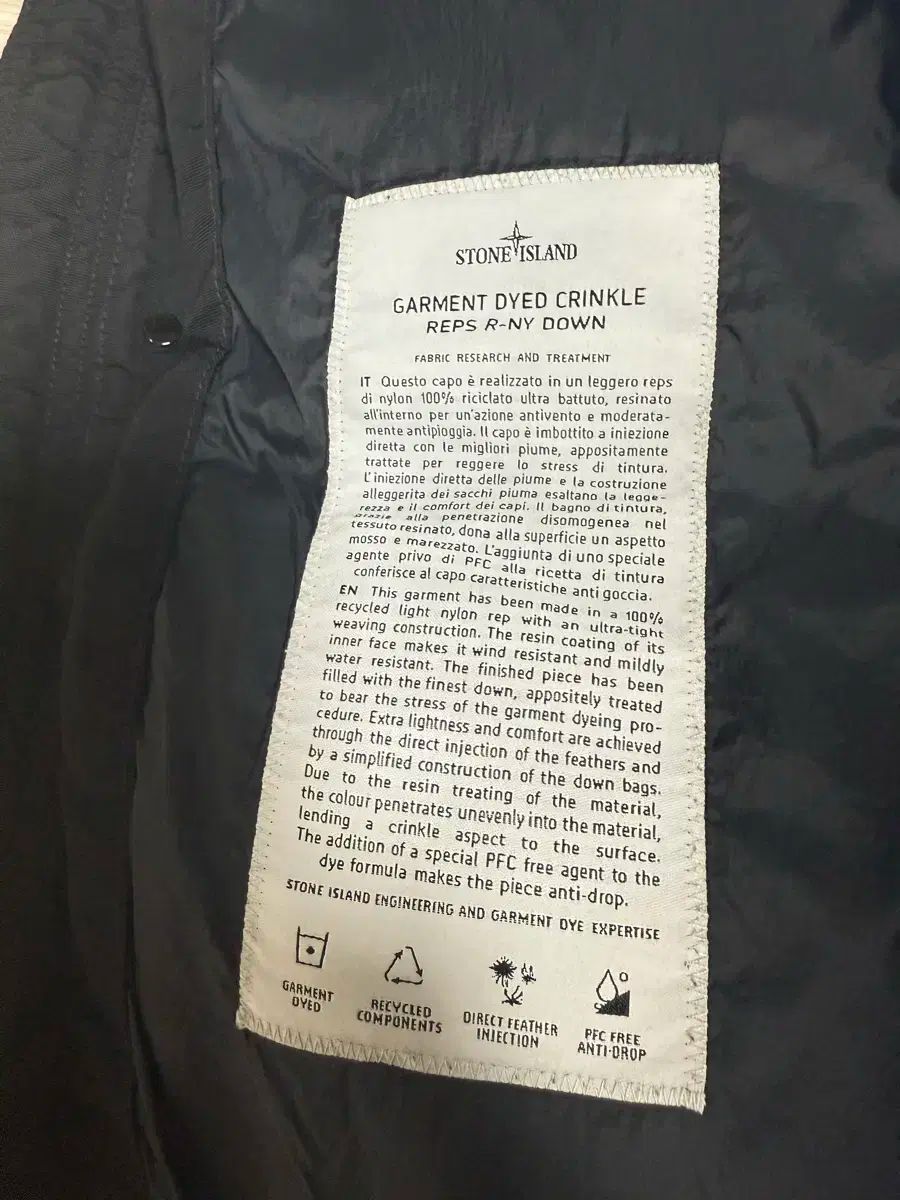 STONE ISLAND
GARMENT DYED CRINKLE
REPS R-NY DOWN
FABRIC RESEARCH AND TREATMENT
IT Questo capo è realizzato in un leggero reps
di nylon 100% riciclato ultra battuto, resinato
all'interno per un'azione antivento e moderata-
mente antipioggia. Il capo è imbottito a iniezione
diretta con le migliori piume, appositamente
trattate per reggere lo stress di tintura.
L'iniezione diretta delle piume e la costruzione
alleggerita dei sacchi piuma esaltano la legge-
rezza e il comfort dei capi. Il bagno di tintura,
grazie alla penetrazione disomogenea nel
tessuto resinato, dona alla superficie un aspetto
mosso e marezzato. L'aggiunta di uno speciale
agente privo di PFC alla ricetta di tintura
conferisce al capo caratteristiche anti goccia.
EN This garment has been made in a 100%
recycled light nylon rep with an ultra-tight
weaving construction. The resin coating of its
inner face makes it wind resistant and mildly
water resistant. The finished piece has been
filled with the finest down, appositely treated
to bear the stress of the garment dyeing pro-
cedure. Extra lightness and comfort are achieved
through the direct injection of the feathers and
by a simplified construction of the down bags.
Due to the resin treating of the material,
the colour penetrates unevenly into the material,
lending a crinkle aspect to the surface.
The addition of a special PFC free agent to the
dye formula makes the piece anti-drop.
STONE ISLAND ENGINEERING AND GARMENT DYE EXPERTISE
GARMENT
DYED
RECYCLED
COMPONENTS
DIRECT FEATHER
INJECTION
PFC FREE
ANTI-DROP